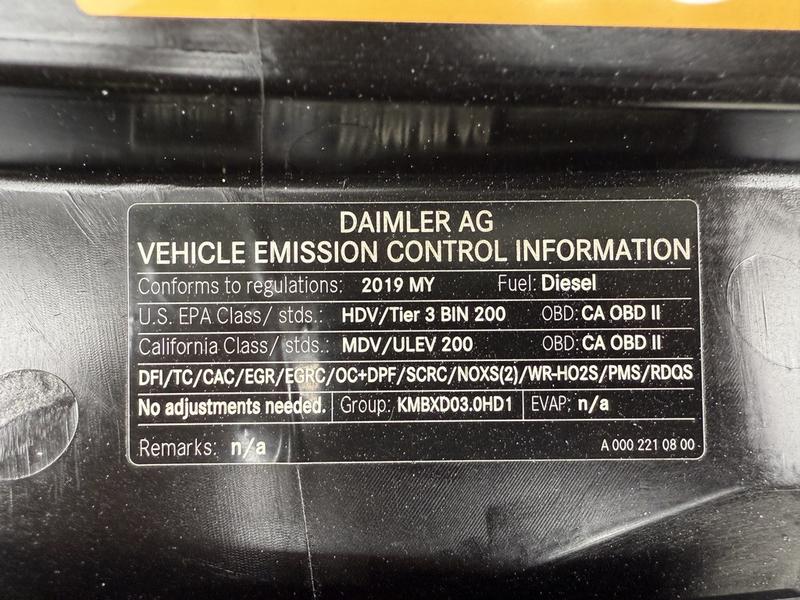 DAIMLER AG
VEHICLE EMISSION CONTROL INFORMATION
Conforms to regulations: 2019 MY Fuel: Diesel
U.S. EPA Class/ stds.: HDV/Tier 3 BIN 200 OBD: CA OBD II
California Class/ stds.: MDV/ULEV 200 OBD: CA OBD II
DFI/TC/CAC/EGR/EGRC/OC+DPF/SCRC/NOXS(2)/WR-HO2S/PMS/RDQS
No adjustments needed. Group: KMBXD03.0HD1 EVAP: n/a
Remarks: n/a A 000 221 08 00